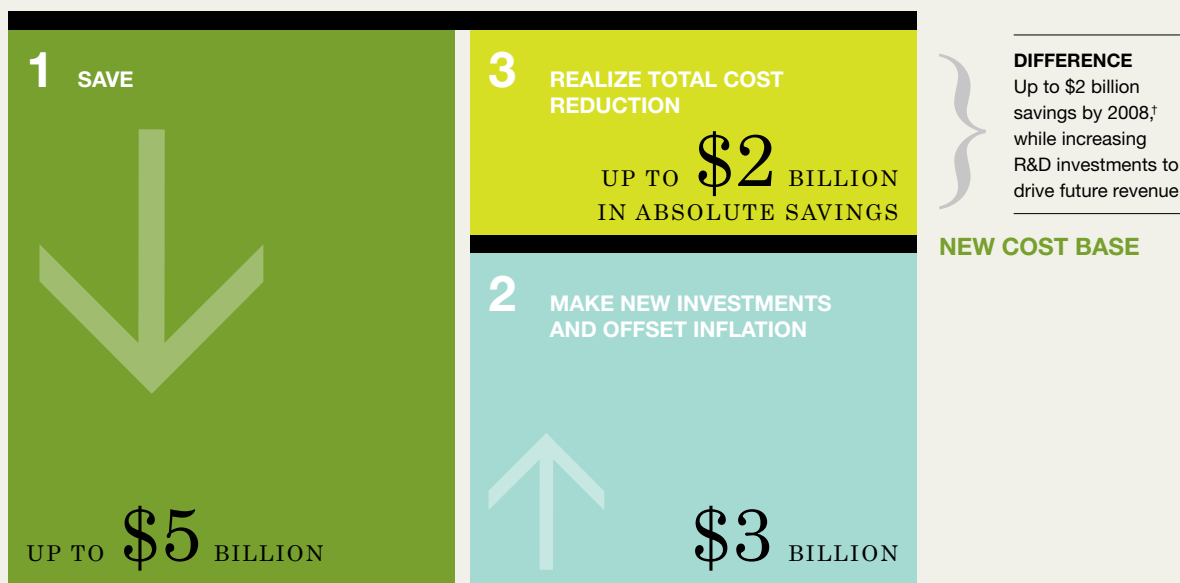 1 SAVE
UP TO $5 BILLION
3 REALIZE TOTAL COST
REDUCTION
UP TO $2 BILLION
IN ABSOLUTE SAVINGS
2 MAKE NEW INVESTMENTS
AND OFFSET INFLATION
$3 BILLION
DIFFERENCE
Up to $2 billion
savings by 2008,†
while increasing
R&D investments to
drive future revenue
NEW COST BASE